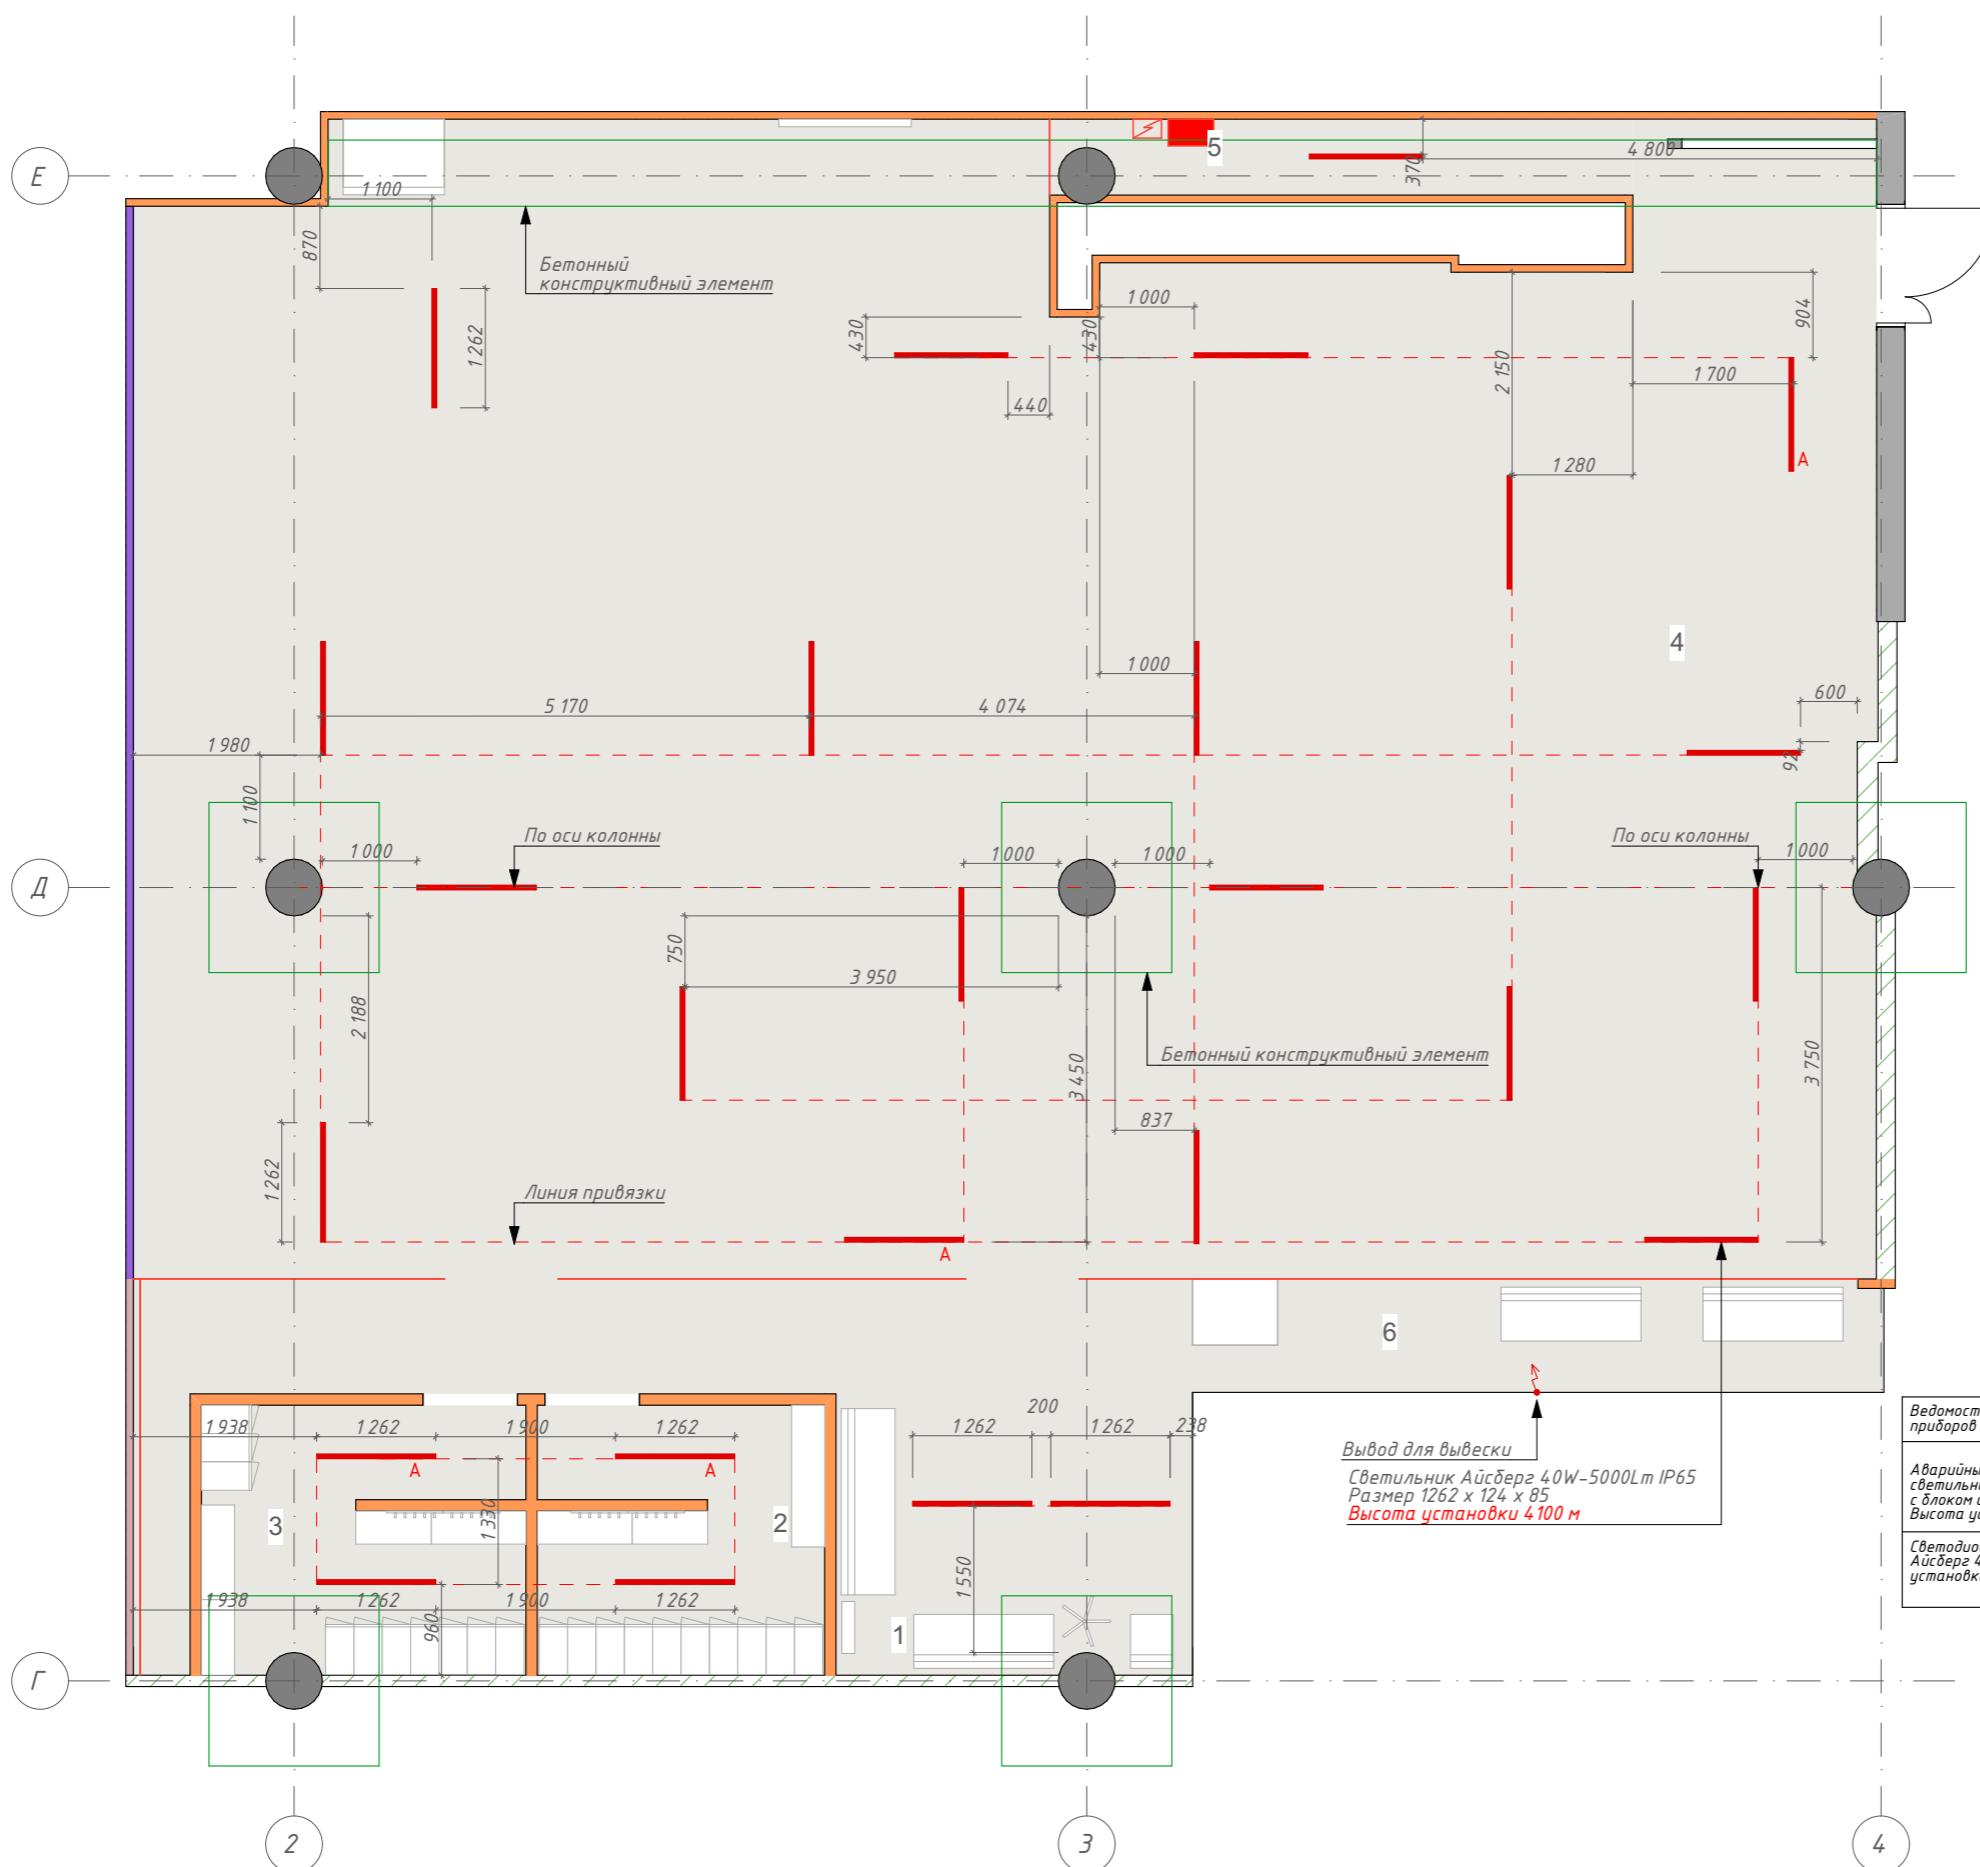 5
4 800
370
Е
1 100
870
Бетонный
конструктивный элемент
1 000
904
1 262
430
430
2 150
1 700
440
А
1 280
4
1 000
600
5 170
4 074
1 980
92
1 100
По оси колонны
По оси колонны
1 000
1 000
1 000
1 000
Д
750
3 950
2 188
Бетонный конструктивный элемент
3 450
3 750
837
1 262
Линия привязки
А
6
200
1 938
1 262
1 900
1 262
1 262
1 262
238
Вывод для вывески
Светильник Айсберг 40W-5000Lm IP65
Размер 1262 x 124 x 85
Высота установки 4100 м
А
А
3
1 330
2
1 550
1 938
1 262
1 900
1 262
960
1
Г
приборов
с блоком
Высота
2
3
4